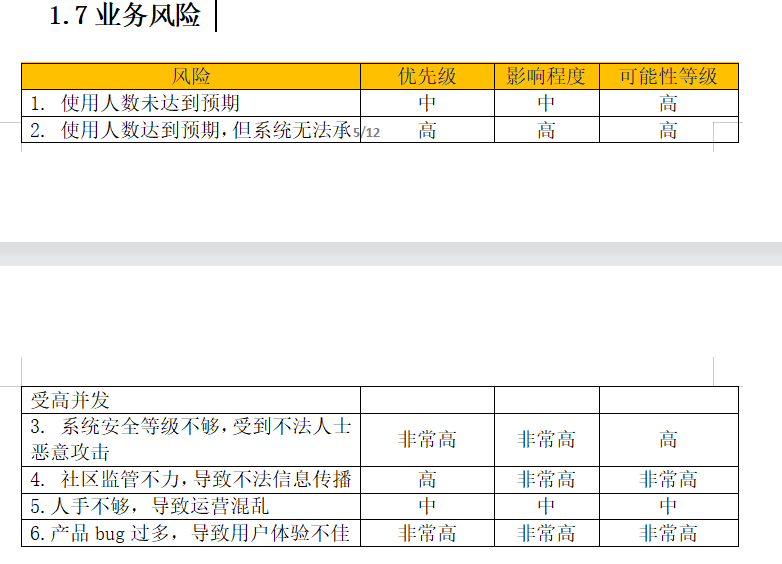 1.7 业务风险
风险 优先级 影响程度 可能性等级
1. 使用人数未达到预期 中 中 高
2. 使用人数达到预期，但系统无法承 高 高 高
5/12
受高并发
3. 系统安全等级不够，受到不法人士
恶意攻击 非常高 非常高 高
4. 社区监管不力，导致不法信息传播 高 非常高 非常高
5.人手不够，导致运营混乱 中 中 中
6.产品 bug 过多，导致用户体验不佳 非常高 非常高 非常高